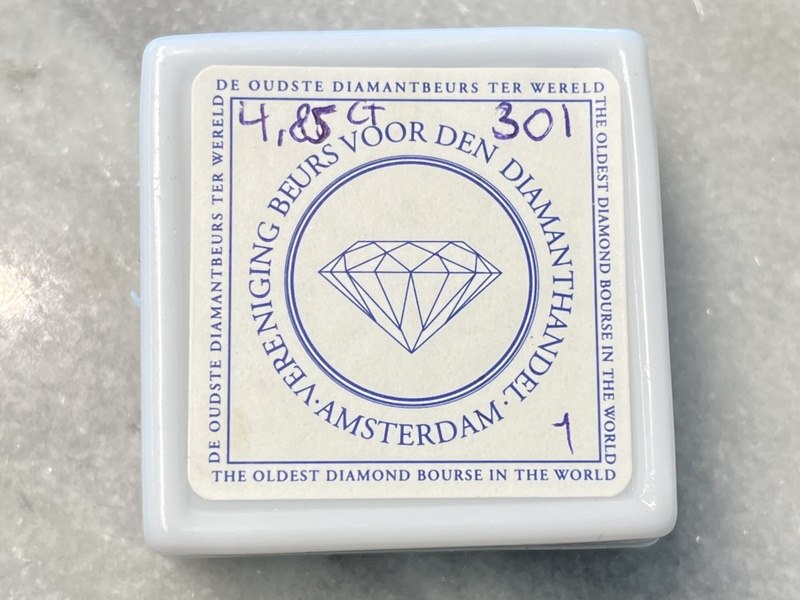 DE OUDSTE DIAMANTBEURS TER WERELD
4,85 CT
301
DE OUDSTE DIAMANTBEURS TER WERELD
THE OLDEST DIAMOND BOURSE IN THE WORLD
VERENIGING BEURS VOOR DEN DIAMANTHANDEL
· AMSTERDAM ·
1
THE OLDEST DIAMOND BOURSE IN THE WORLD